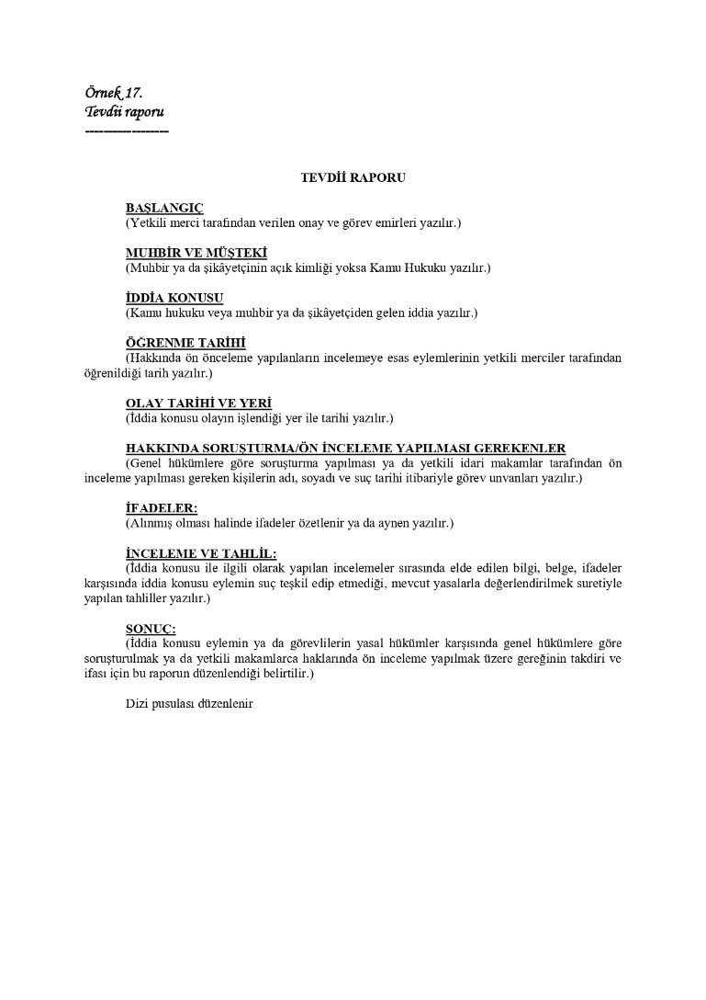 Örnek 17.
Tevdii raporu
------------------
TEVDİİ RAPORU
BAŞLANGIÇ
(Yetkili merci tarafından verilen onay ve görev emirleri yazılır.)
MUHBİR VE MÜŞTEKİ
(Muhbir ya da şikâyetçinin açık kimliği yoksa Kamu Hukuku yazılır.)
İDDİA KONUSU
(Kamu hukuku veya muhbir ya da şikâyetçiden gelen iddia yazılır.)
ÖĞRENME TARİHİ
(Hakkında ön önceleme yapılanların incelemeye esas eylemlerinin yetkili merciler tarafından
öğrenildiği tarih yazılır.)
OLAY TARİHİ VE YERİ
(İddia konusu olayın işlendiği yer ile tarihi yazılır.)
HAKKINDA SORUŞTURMA/ÖN İNCELEME YAPILMASI GEREKENLER
(Genel hükümlere göre soruşturma yapılması ya da yetkili idari makamlar tarafından ön
inceleme yapılması gereken kişilerin adı, soyadı ve suç tarihi itibariyle görev unvanları yazılır.)
İFADELER:
(Alınmış olması halinde ifadeler özetlenir ya da aynen yazılır.)
İNCELEME VE TAHLİL:
(İddia konusu ile ilgili olarak yapılan incelemeler sırasında elde edilen bilgi, belge, ifadeler
karşısında iddia konusu eylemin suç teşkil edip etmediği, mevcut yasalarla değerlendirilmek suretiyle
yapılan tahliller yazılır.)
SONUÇ:
(İddia konusu eylemin ya da görevlilerin yasal hükümler karşısında genel hükümlere göre
soruşturulmak ya da yetkili makamlarca haklarında ön inceleme yapılmak üzere gereğinin takdiri ve
ifası için bu raporun düzenlendiği belirtilir.)
Dizi pusulası düzenlenir